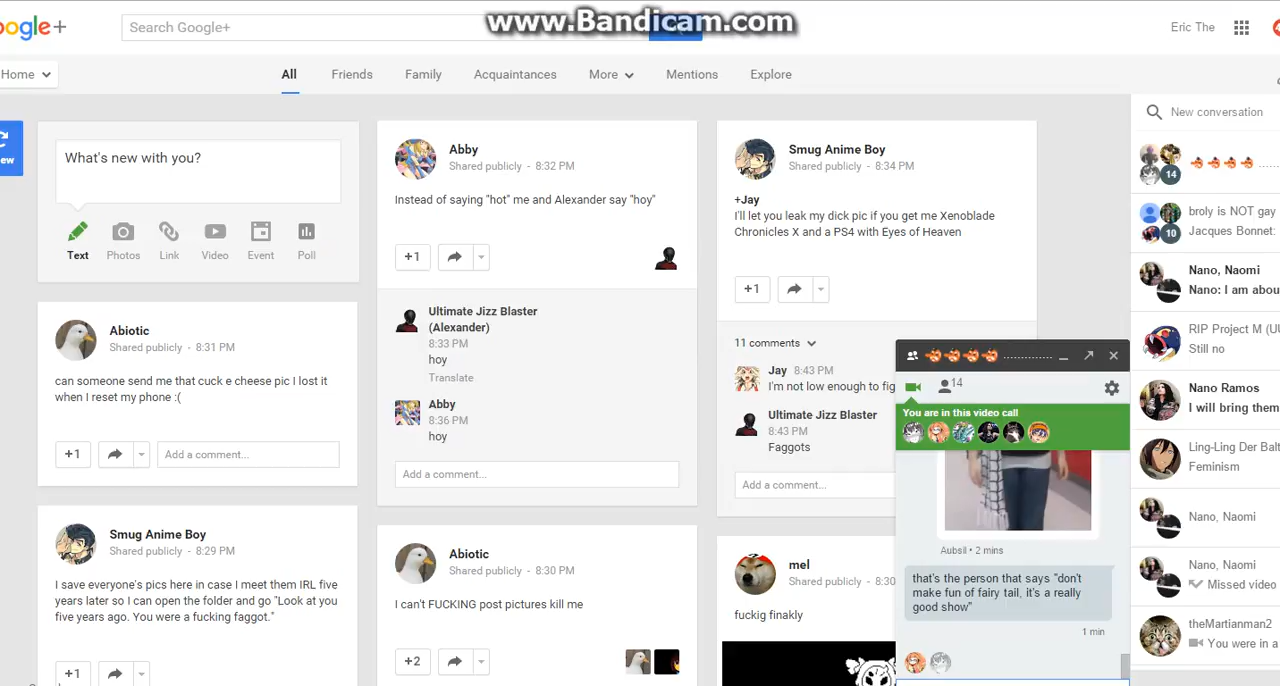 oogle+
Search Google+
www.Bandicam.com
Eric The
Home
All
Friends
Family
Acquaintances
More
Mentions
Explore
ew
What's new with you?
Text
Photos
Link
Video
Event
Poll
Abiotic
Shared publicly - 8:31 PM
can someone send me that cuck e cheese pic I lost it
when I reset my phone :(
+1
Add a comment...
Smug Anime Boy
Shared publicly - 8:29 PM
I save everyone's pics here in case I meet them IRL five
years later so I can open the folder and go "Look at you
five years ago. You were a fucking faggot."
+1
Abby
Shared publicly - 8:32 PM
Instead of saying "hot" me and Alexander say "hoy"
+1
Ultimate Jizz Blaster
(Alexander)
8:33 PM
hoy
Translate
Abby
8:36 PM
hoy
Add a comment...
Abiotic
Shared publicly - 8:30 PM
I can't FUCKING post pictures kill me
+2
Smug Anime Boy
Shared publicly - 8:34 PM
+Jay
I'll let you leak my dick pic if you get me Xenoblade
Chronicles X and a PS4 with Eyes of Heaven
+1
11 comments
Jay 8:43 PM
I'm not low enough to fig
Ultimate Jizz Blaster
8:43 PM
Faggots
Add a comment...
mel
Shared publicly - 8:30
fuckig finakly
14
You are in this video call
Aubsil • 2 mins
that's the person that says "don't
make fun of fairy tail, it's a really
good show"
1 min
New conversation
14
broly is NOT gay
10
Jacques Bonnet:
Nano, Naomi
Nano: I am abou
RIP Project M (UU
Still no
Nano Ramos
I will bring them
Ling-Ling Der Balt
Feminism
Nano, Naomi
Nano, Naomi
Missed video
theMartianman2
You were in a